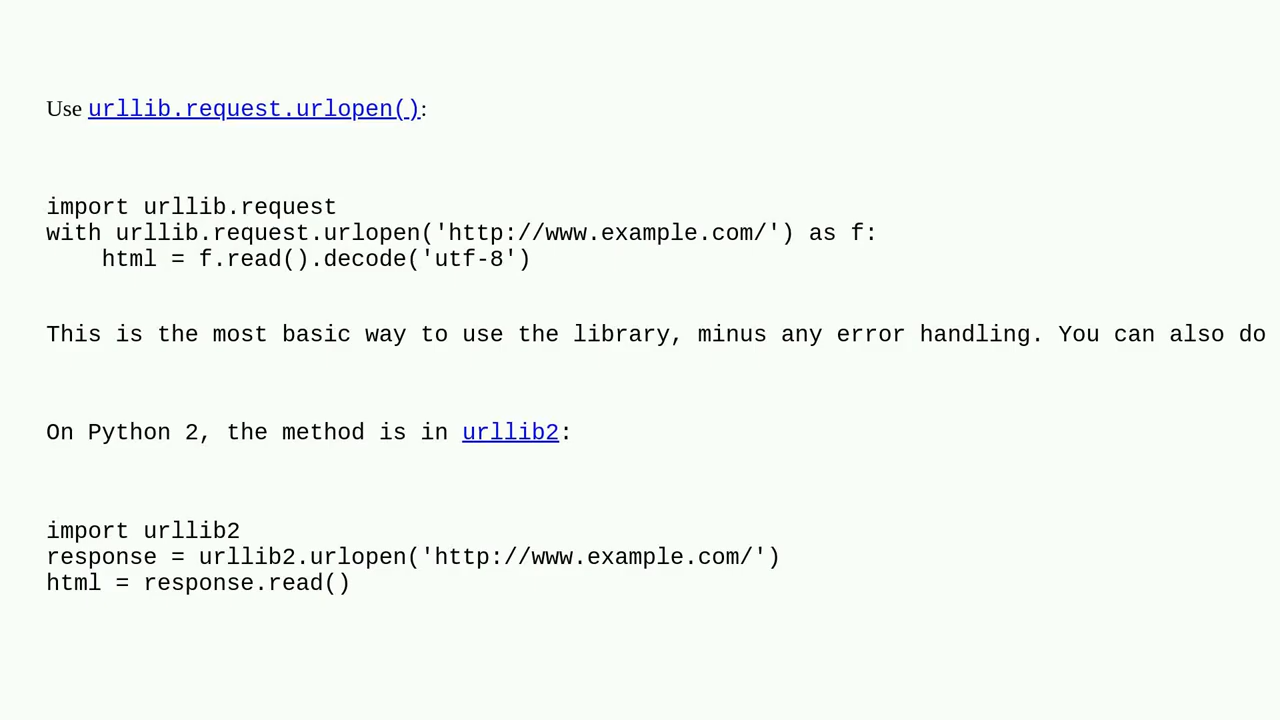 Use urllib.request.urlopen():
import urllib.request
with urllib.request.urlopen('http://www.example.com/') as f:
    html = f.read().decode('utf-8')
This is the most basic way to use the library, minus any error handling. You can also do
On Python 2, the method is in urllib2:
import urllib2
response = urllib2.urlopen('http://www.example.com/')
html = response.read()